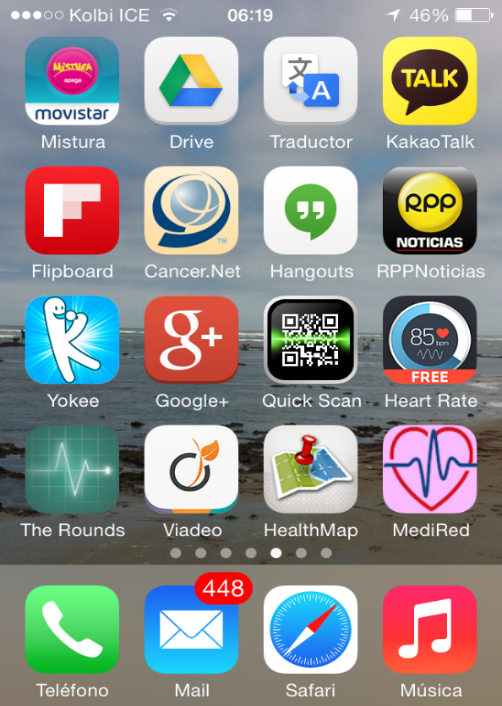 Kolbi ICE 06:19 46%
MISTURA
apega
movistar
文 A
TALK
Mistura Drive Traductor KakaoTalk
TM
RPP
NOTICIAS
Flipboard Cancer.Net Hangouts RPPNoticias
g+
85 bpm
FREE
Yokee Google+ Quick Scan Heart Rate
The Rounds Viadeo HealthMap MediRed
448
Teléfono Mail Safari Música